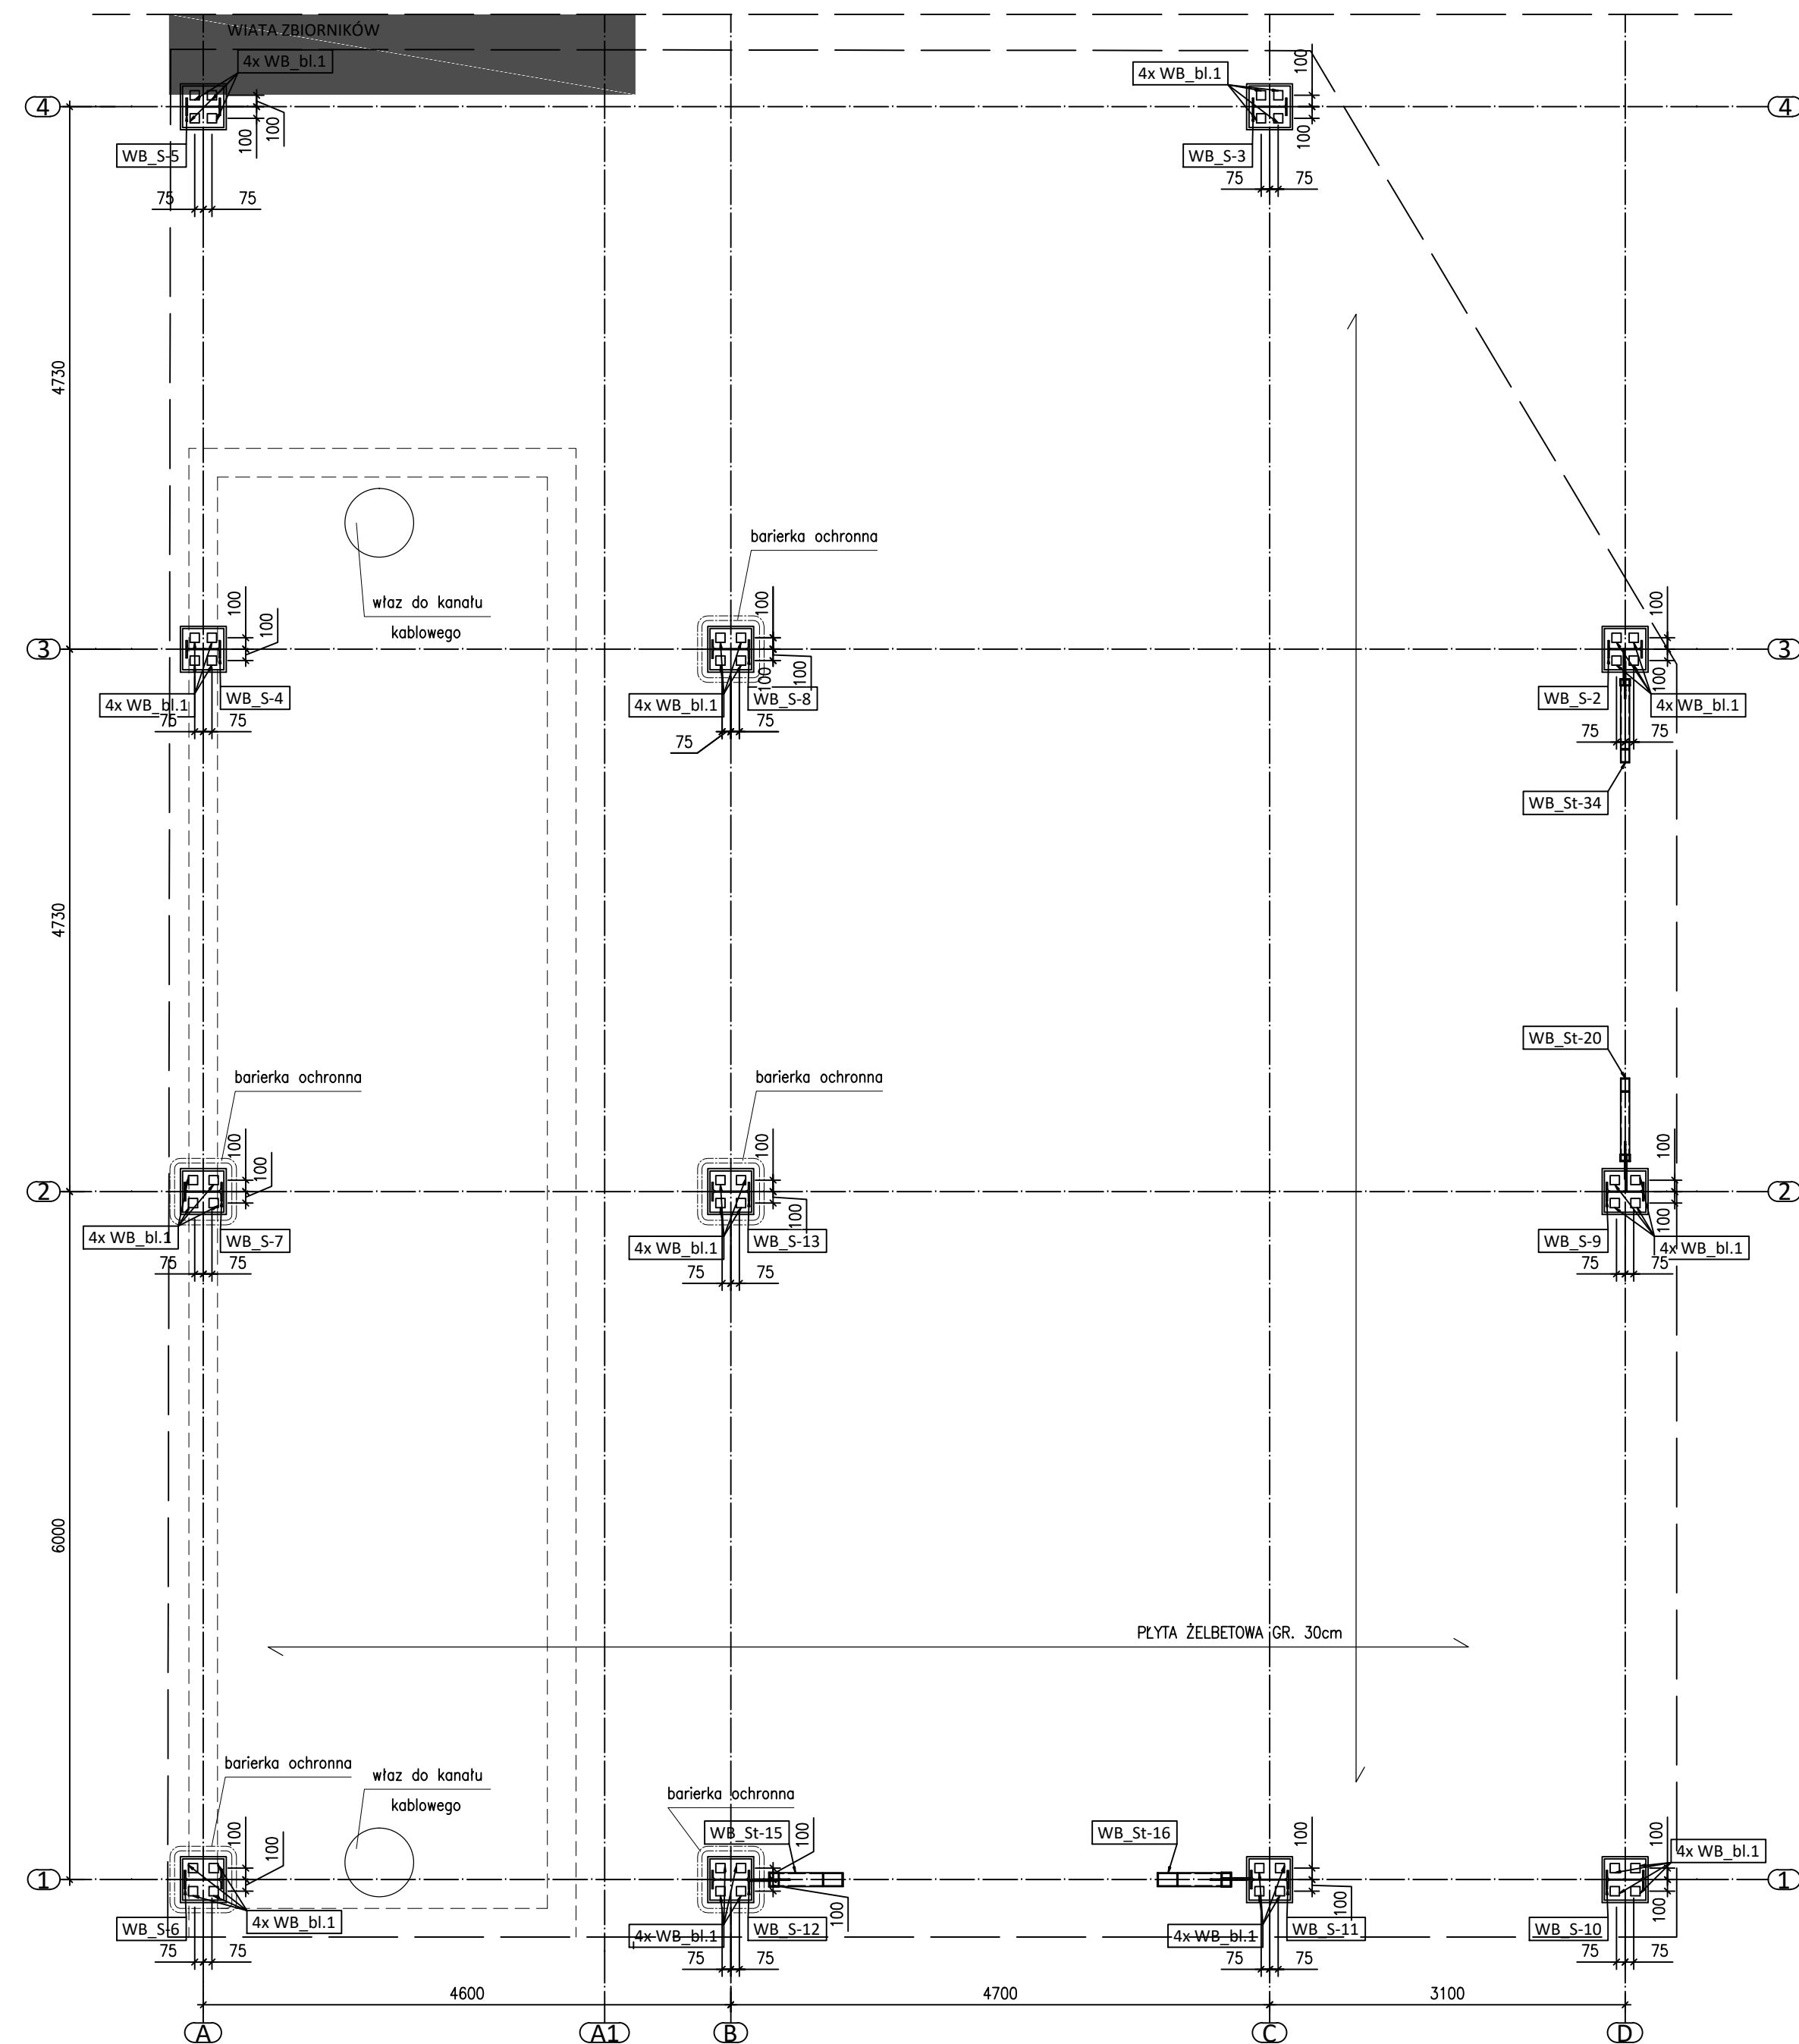 WIATA ZBIORNIKÓW
4x WB_bl.1
4x WB_bl.1
100
4
4
100
100
100
WB_S-5
WB_S-3
75
75
75
75
4730
barierka ochronna
właz do kanału
kablowego
100
100
100
100
3
3
100
100
100
4x WB_bl.1
WB_S-4
4x WB_bl.1
WB_S-8
WB_S-2
4x WB_bl.1
75
75
75
75
75
75
WB_St-34
4730
WB_St-20
barierka ochronna
barierka ochronna
100
100
100
100
2
2
100
100
4x WB_bl.1
WB_S-7
4x WB_bl.1
WB_S-13
WB_S-9
4x WB_bl.1
75
75
75
75
75
75
6000
PŁYTA ŻELBETOWA GR. 30cm
barierka ochronna
właz do kanału
kablowego
barierka ochronna
WB_St-15
WB_St-16
100
100
100
100
4x WB_bl.1
1
1
100
100
100
WB_S-6
4x WB_bl.1
4x WB_bl.1
WB_S-12
4x WB_bl.1
WB_S-11
WB_S-10
75
75
75
75
75
75
75
75
4600
4700
3100
A
A1
B
C
D